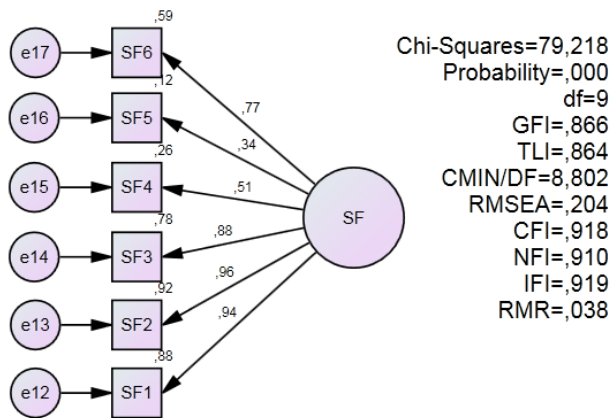 ,59
e17 SF6
,12
e16 SF5
,26
e15 SF4
,78
e14 SF3
,92
e13 SF2
,88
e12 SF1
,77
,34
,51
,88
,96
,94
SF
Chi-Squares=79,218
Probability=,000
df=9
GFI=,866
TLI=,864
CMIN/DF=8,802
RMSEA=,204
CFI=,918
NFI=,910
IFI=,919
RMR=,038